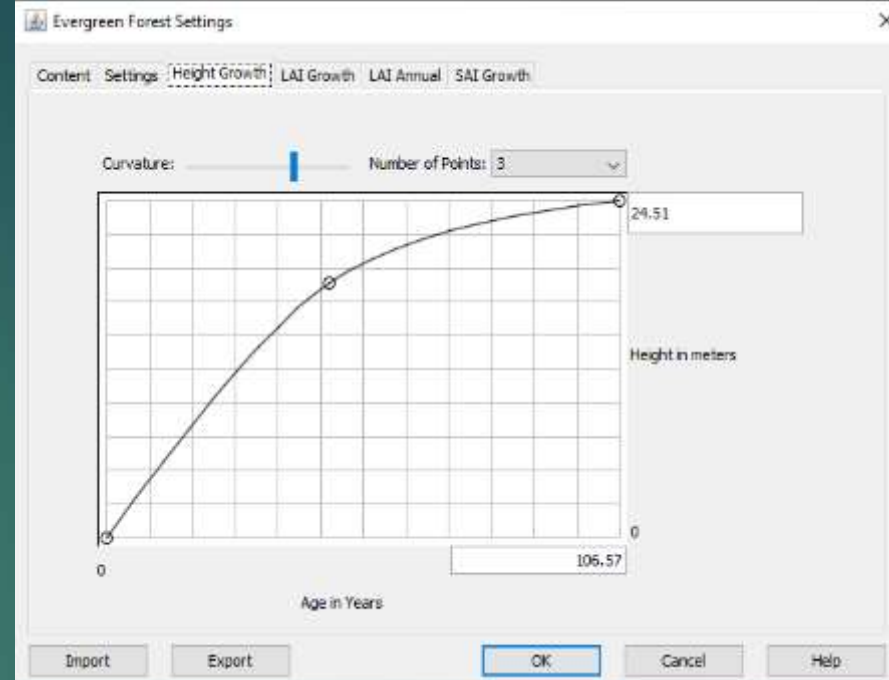 Evergreen Forest Settings
Content Settings Height Growth LAI Growth LAI Annual SAI Growth
Curvature: Number of Points: 3
24.51
Height in meters
0
0
106.57
Age in Years
Import Export OK Cancel Help